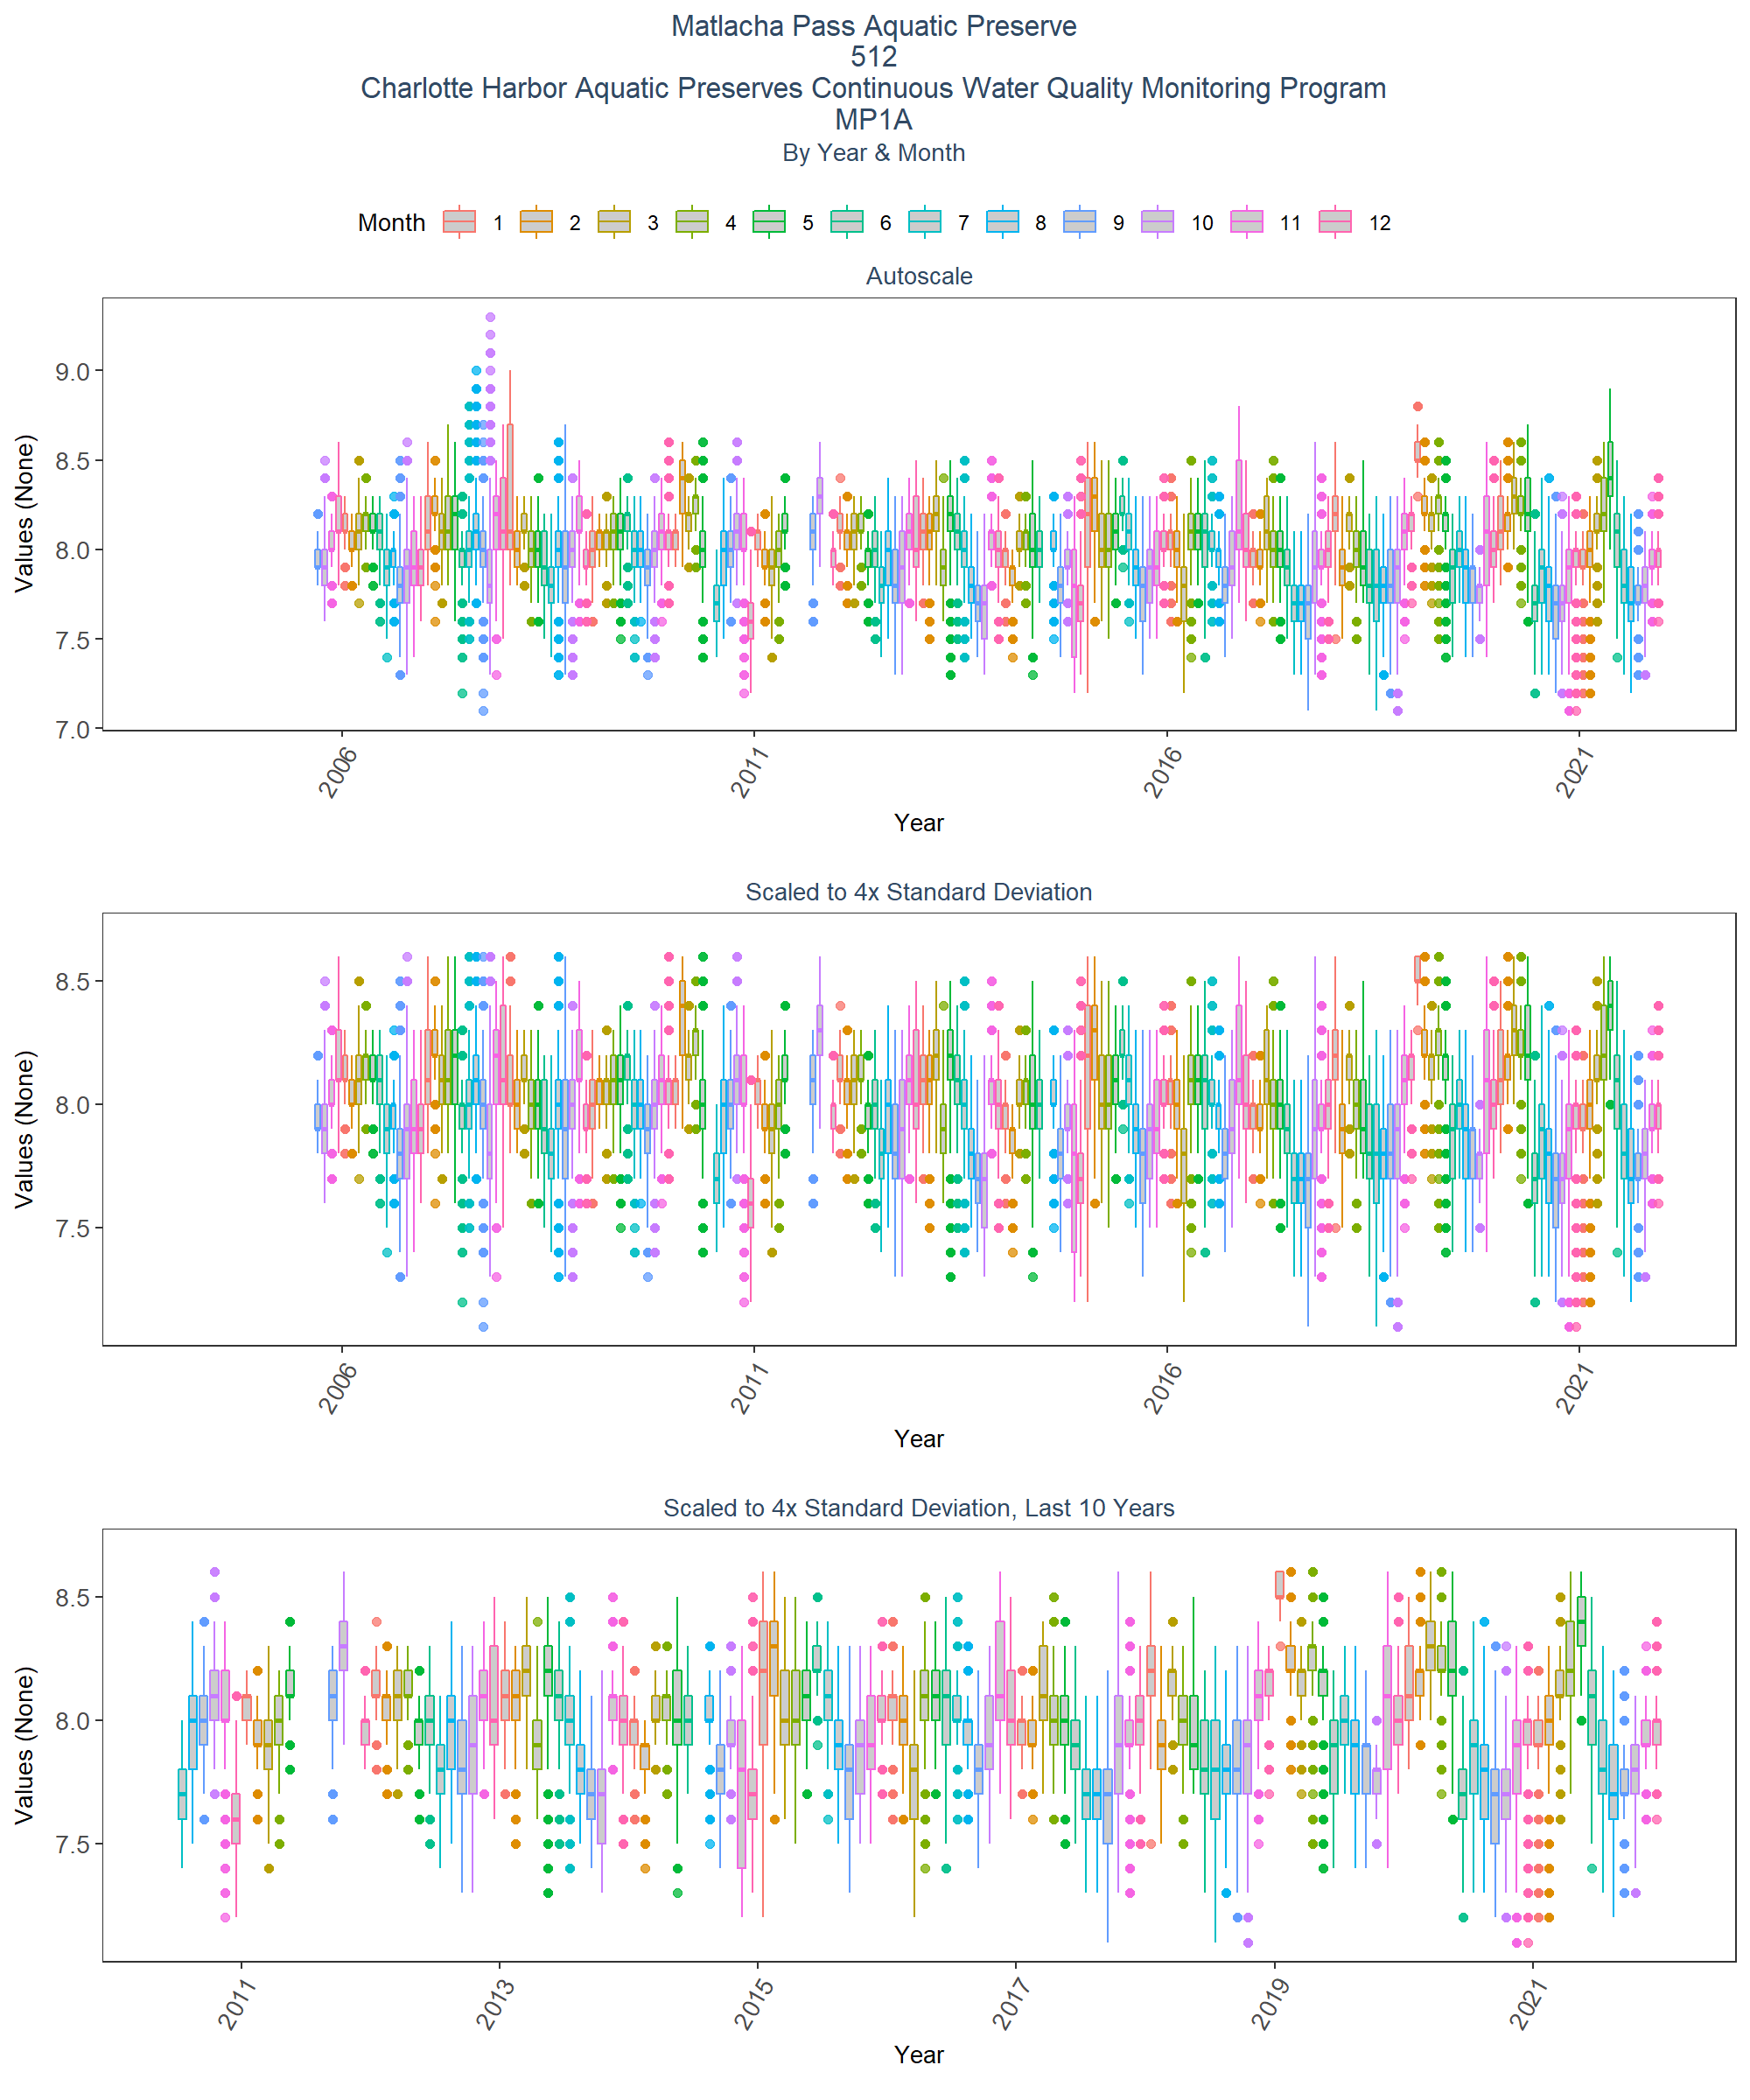 Matlacha Pass Aquatic Preserve
512
Charlotte Harbor Aquatic Preserves Continuous Water Quality Monitoring Program
MP1A
By Year & Month
Month 1 2 3 4 5 6 7 8 9 10 11 12
Autoscale
Values (None)
9.0
8.5
8.0
7.5
7.0
2006 2011 2016 2021
Year
Scaled to 4x Standard Deviation
Values (None)
8.5
8.0
7.5
2006 2011 2016 2021
Year
Scaled to 4x Standard Deviation, Last 10 Years
Values (None)
8.5
8.0
7.5
2011 2013 2015 2017 2019 2021
Year